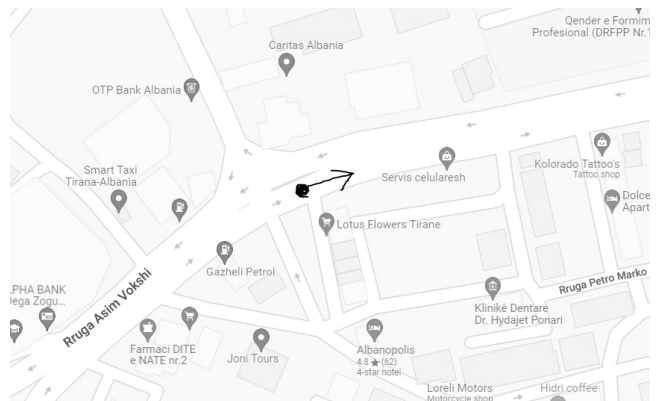 Qender e Formim
Profesional (DRFPP Nr.1
Caritas Albania
OTP Bank Albania
Smart Taxi
Tirana-Albania
Servis celularesh
Kolorado Tattoo's
Tattoo shop
Dolce
Apart
Lotus Flowers Tirane
Gazheli Petrol
LPHA BANK
Dega Zogu...
Rruga Asim Vokshi
Rruga Petro Marko
Klinikë Dentare
Dr. Hydajet Ponari
Farmaci DITE
e NATE nr.2
Joni Tours
Albanopolis
4.8 ★ (62)
4-star hotel
Loreli Motors
Motorcycle shop
Hidri coffee